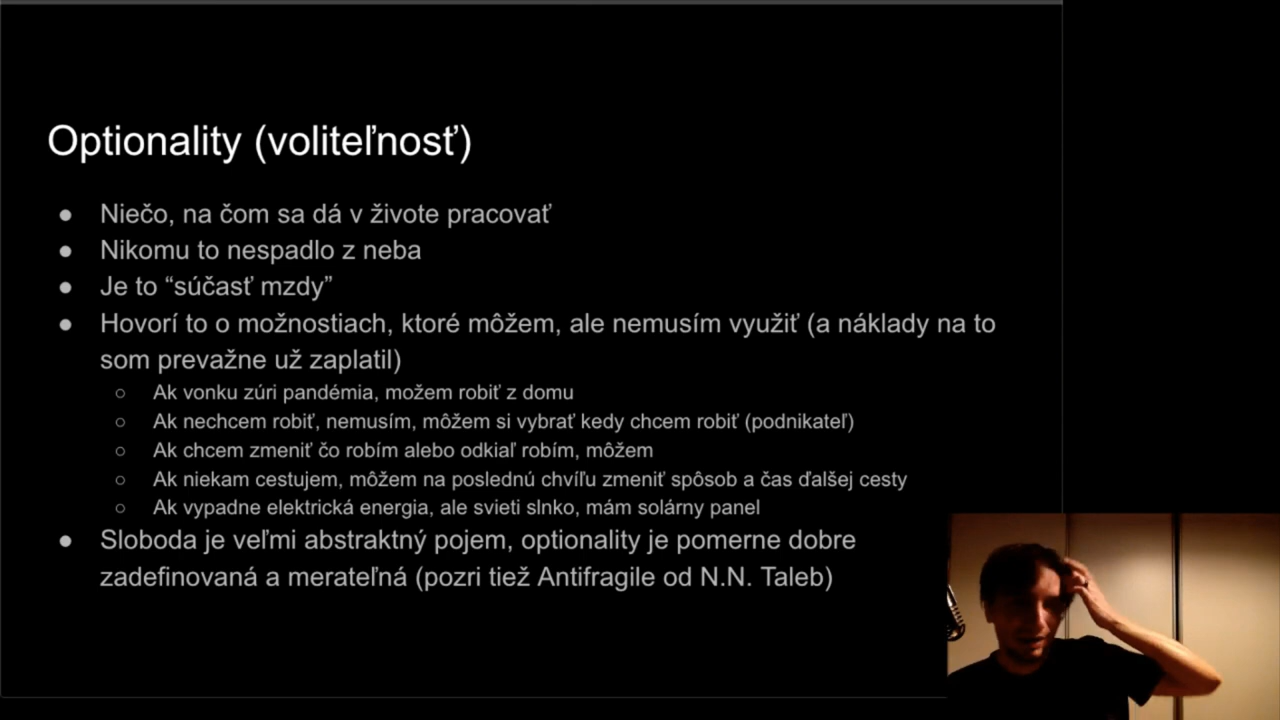 Optionality (voliteľnosť)
● Niečo, na čom sa dá v živote pracovať
● Nikomu to nespadlo z neba
● Je to “súčasť mzdy”
● Hovorí to o možnostiach, ktoré môžem, ale nemusím využiť (a náklady na to
som prevažne už zaplatil)
○ Ak vonku zúri pandémia, možem robiť z domu
○ Ak nechcem robiť, nemusím, môžem si vybrať kedy chcem robiť (podnikateľ)
○ Ak chcem zmeniť čo robím alebo odkiaľ robím, môžem
○ Ak niekam cestujem, môžem na poslednú chvíľu zmeniť spôsob a čas ďalšej cesty
○ Ak vypadne elektrická energia, ale svieti slnko, mám solárny panel
● Sloboda je veľmi abstraktný pojem, optionality je pomerne dobre
zadefinovaná a merateľná (pozri tiež Antifragile od N.N. Taleb)